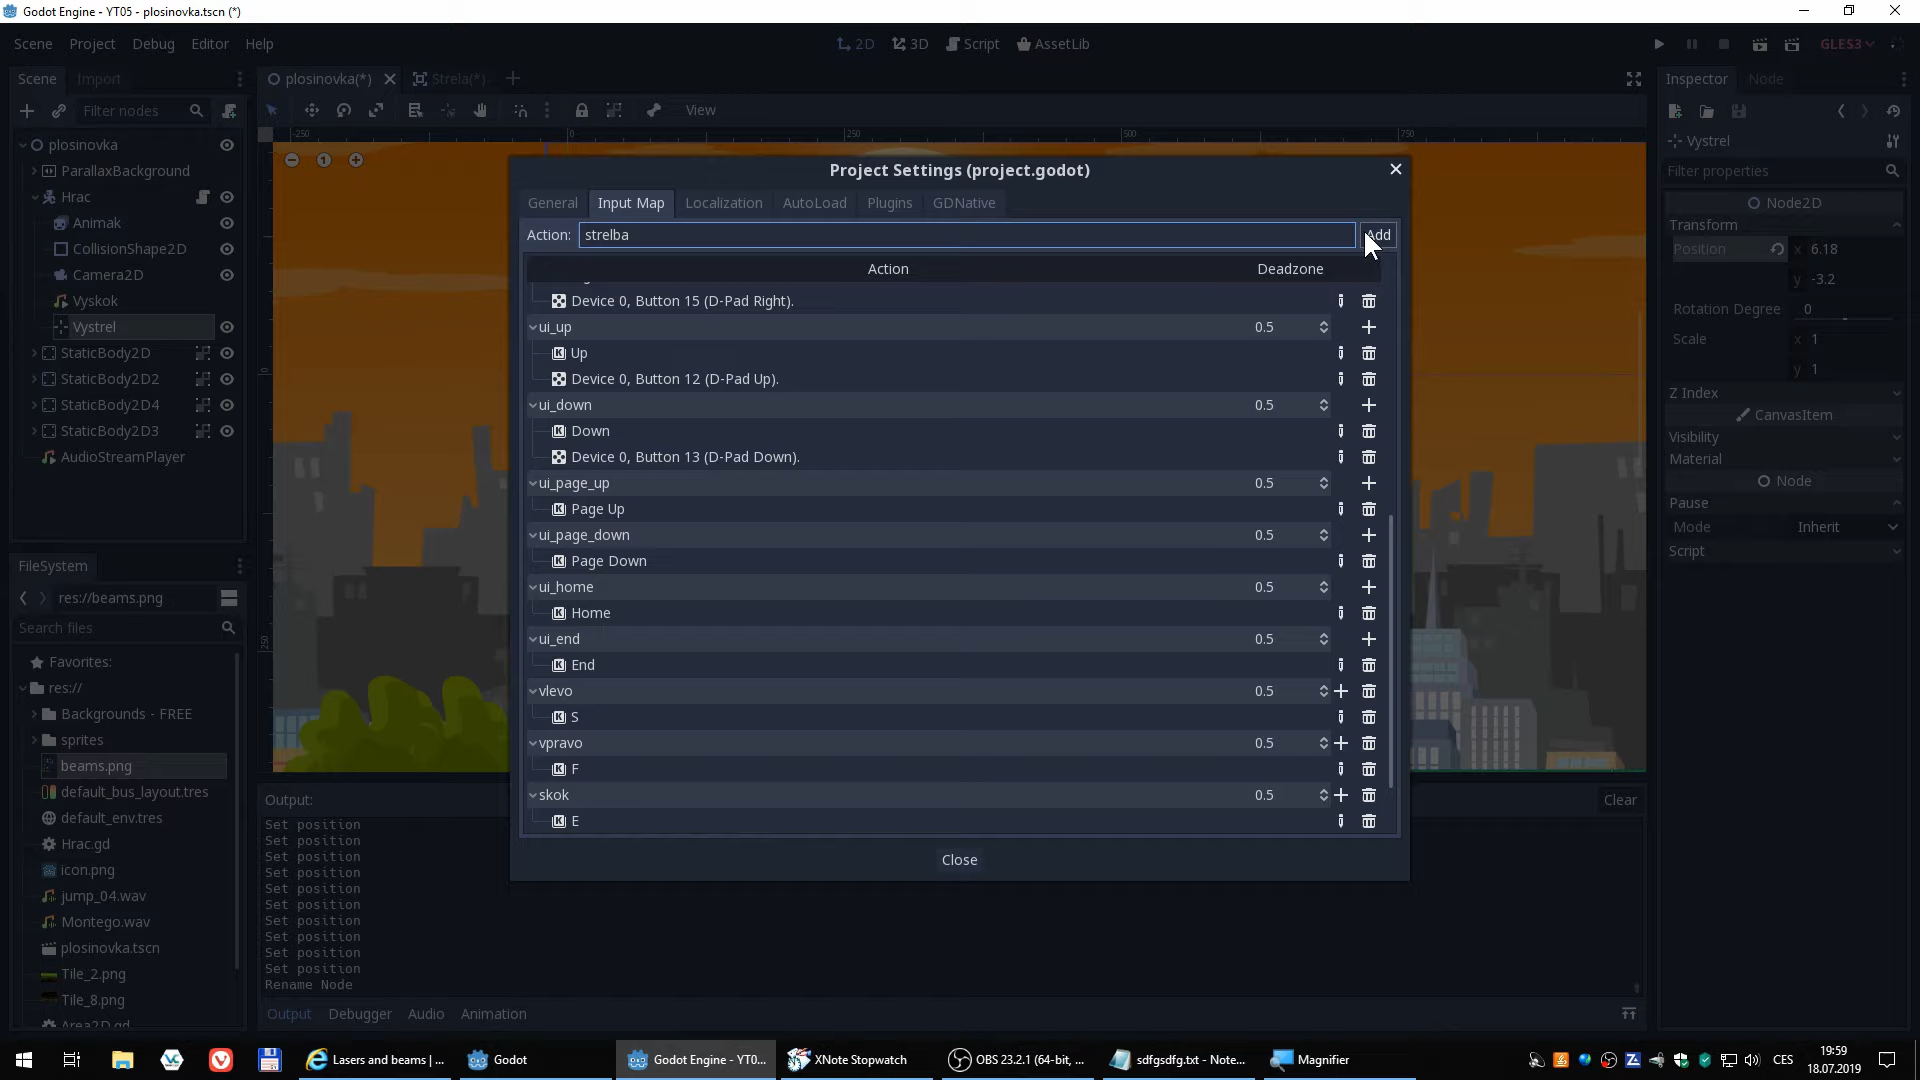 Godot Engine - YT05 - plosinovka.tscn (*)
Scene Project Debug Editor Help
2D 3D Script AssetLib
GLES3
Scene Import
plosinovka(*)
Strela(*)
Inspector Node
Filter nodes
View
plosinovka
ParallaxBackground
Hrac
Animak
CollisionShape2D
Camera2D
Vyskok
Vystrel
StaticBody2D
StaticBody2D2
StaticBody2D4
StaticBody2D3
AudioStreamPlayer
-250 0 250 500 750
1
0
250
Project Settings (project.godot)
General Input Map Localization AutoLoad Plugins GDNative
Action: strelba Add
Action Deadzone
Device 0, Button 15 (D-Pad Right).
ui_up 0.5
Up
Device 0, Button 12 (D-Pad Up).
ui_down 0.5
Down
Device 0, Button 13 (D-Pad Down).
ui_page_up 0.5
Page Up
ui_page_down 0.5
Page Down
ui_home 0.5
Home
ui_end 0.5
End
vlevo 0.5
S
vpravo 0.5
F
skok 0.5
E
Close
Vystrel
Filter properties
Node2D
Transform
Position x 6.18
y -3.2
Rotation Degree 0
Scale x 1
y 1
Z Index
CanvasItem
Visibility
Material
Node
Pause
Mode Inherit
Script
FileSystem
res://beams.png
Search files
Favorites:
res://
Backgrounds - FREE
sprites
beams.png
default_bus_layout.tres
default_env.tres
Hrac.gd
icon.png
jump_04.wav
Montego.wav
plosinovka.tscn
Tile_2.png
Tile_8.png
Area2D.gd
Output: Clear
Set position
Set position
Set position
Set position
Set position
Set position
Set position
Set position
Set position
Set position
Rename Node
Output Debugger Audio Animation
Lasers and beams | ...
Godot
Godot Engine - YT0...
XNote Stopwatch
OBS 23.2.1 (64-bit, ...
sdfgsdfg.txt - Note...
Magnifier
CES
19:59
18.07.2019